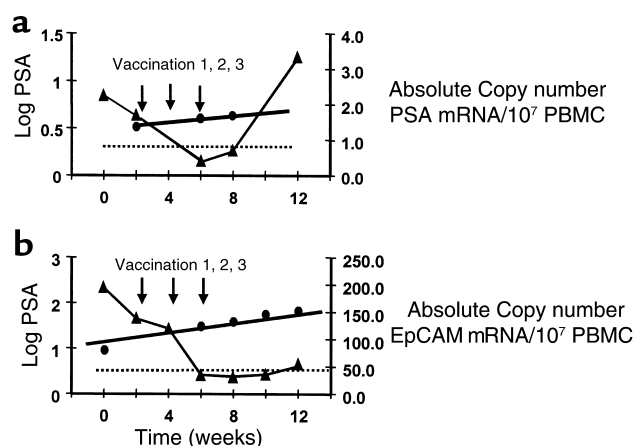 a
Log PSA
1.5
1
0.5
0
Vaccination 1, 2, 3
4.0
3.0
2.0
1.0
0.0
0 4 8 12
Absolute Copy number
PSA mRNA/10⁷ PBMC
b
Log PSA
3
2
1
0
Vaccination 1, 2, 3
250.0
200.0
150.0
100.0
50.0
0.0
0 4 8 12
Time (weeks)
Absolute Copy number
EpCAM mRNA/10⁷ PBMC